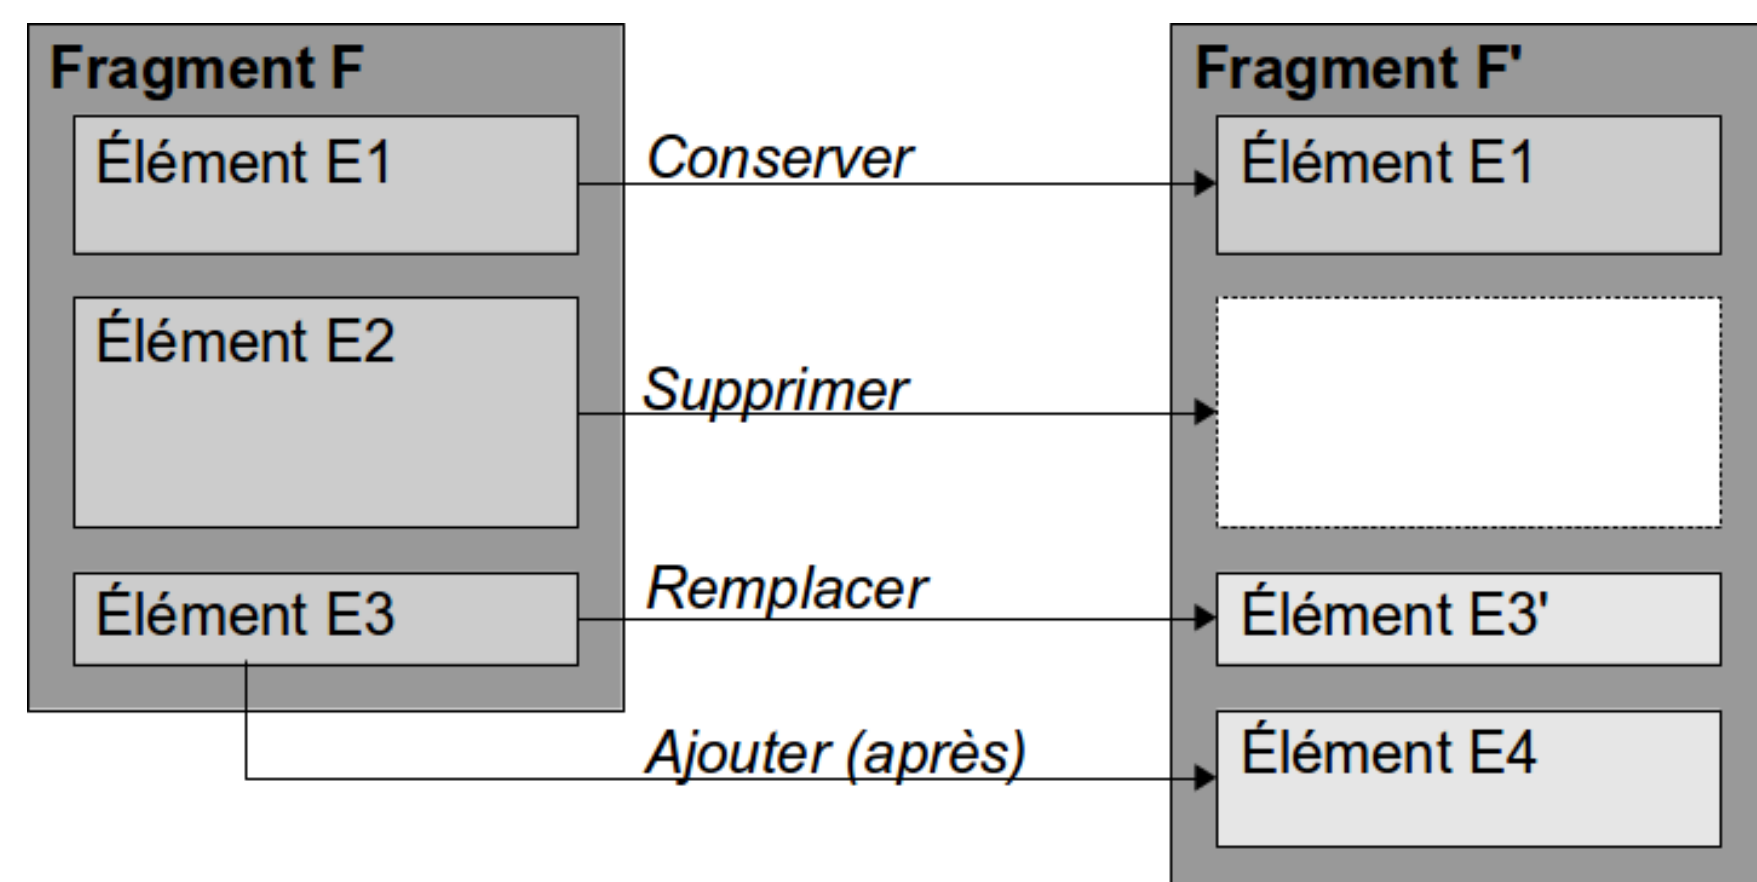 Fragment F
Fragment F'
Élément E1
Conserver
Élément E1
Élément E2
Supprimer
Élément E3
Remplacer
Élément E3'
Ajouter (après)
Élément E4